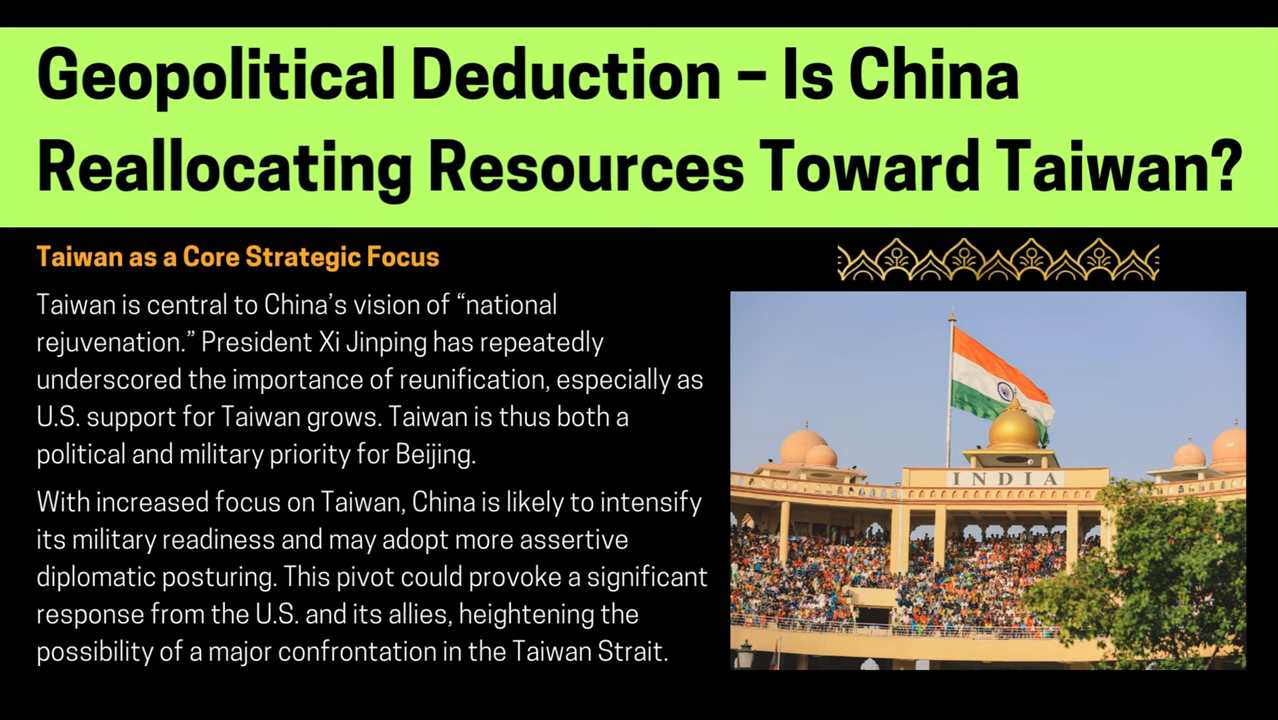 Geopolitical Deduction – Is China
Reallocating Resources Toward Taiwan?
Taiwan as a Core Strategic Focus
Taiwan is central to China’s vision of “national
rejuvenation.” President Xi Jinping has repeatedly
underscored the importance of reunification, especially as
U.S. support for Taiwan grows. Taiwan is thus both a
political and military priority for Beijing.
With increased focus on Taiwan, China is likely to intensify
its military readiness and may adopt more assertive
diplomatic posturing. This pivot could provoke a significant
response from the U.S. and its allies, heightening the
possibility of a major confrontation in the Taiwan Strait.
INDIA